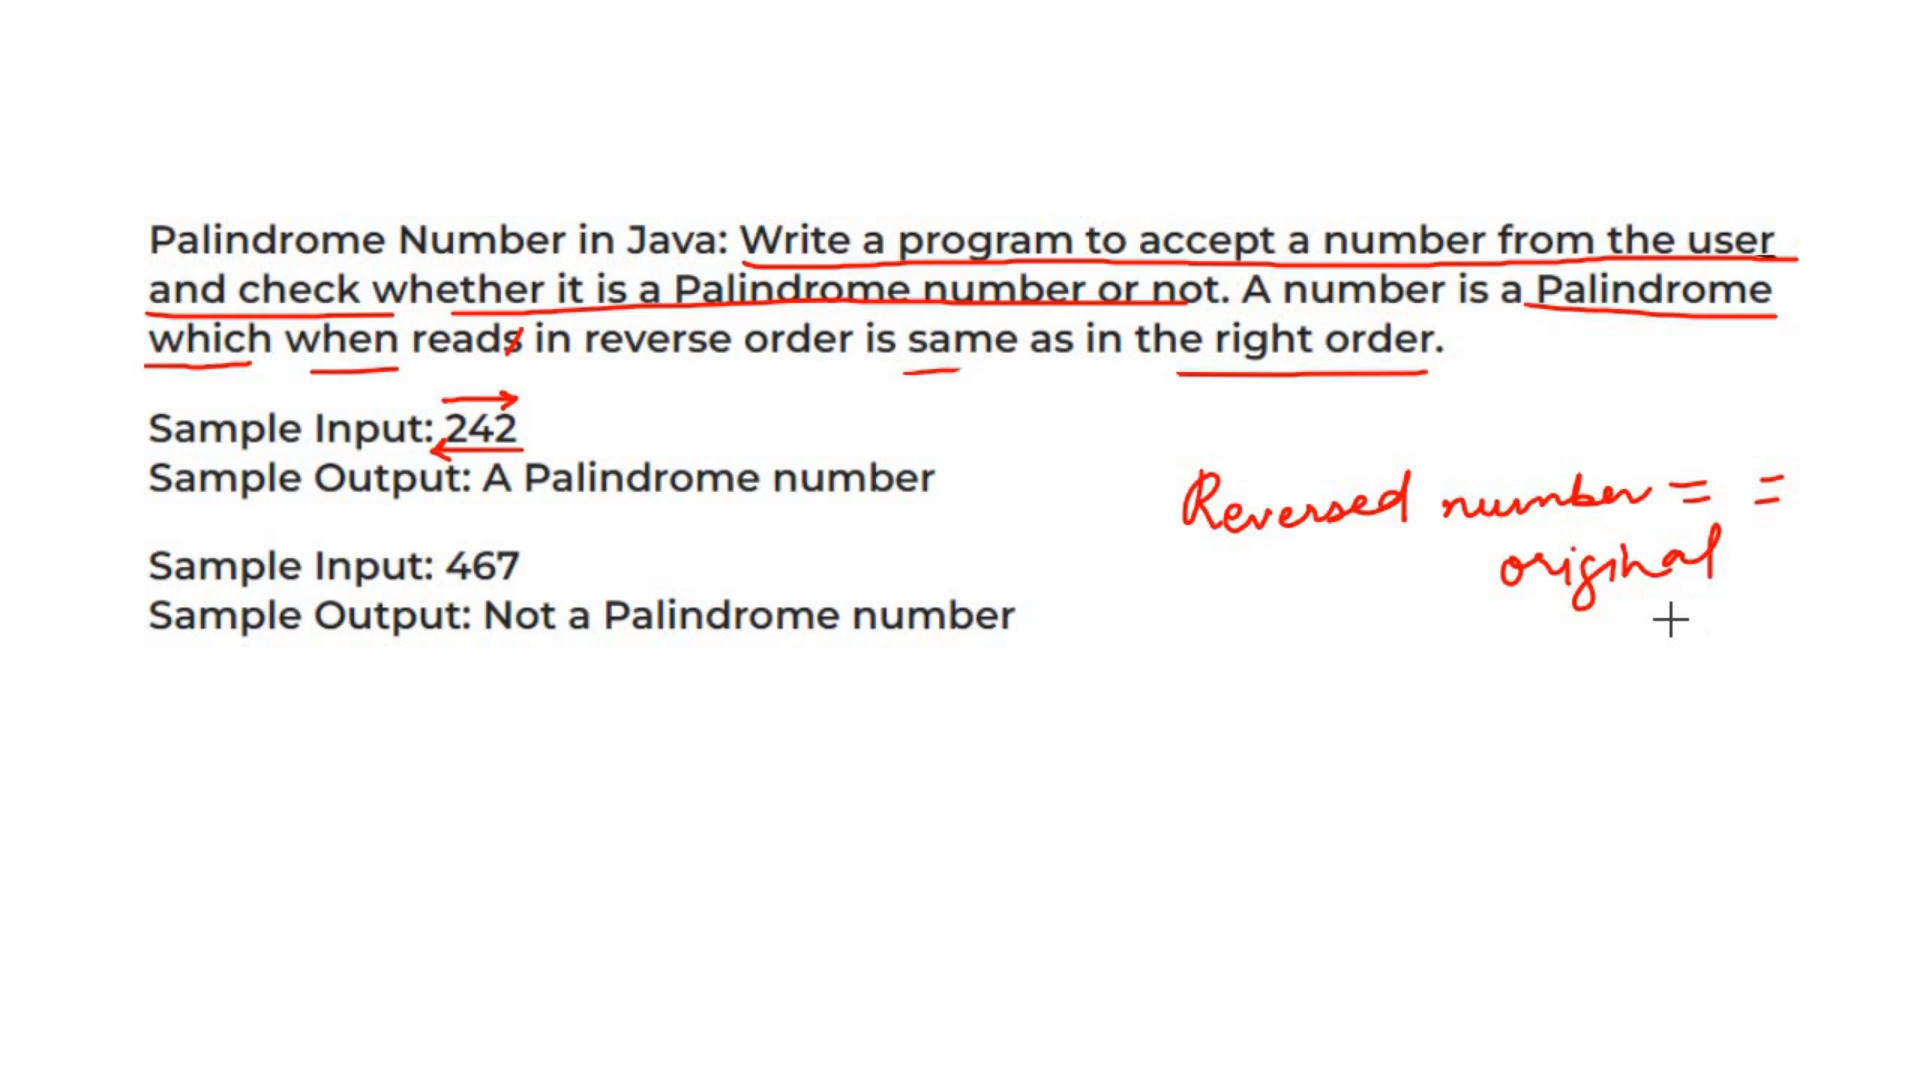 Palindrome Number in Java: Write a program to accept a number from the user
and check whether it is a Palindrome number or not. A number is a Palindrome
which when reads in reverse order is same as in the right order.
Sample Input: 242
Sample Output: A Palindrome number
Reversed number = =
original
Sample Input: 467
Sample Output: Not a Palindrome number